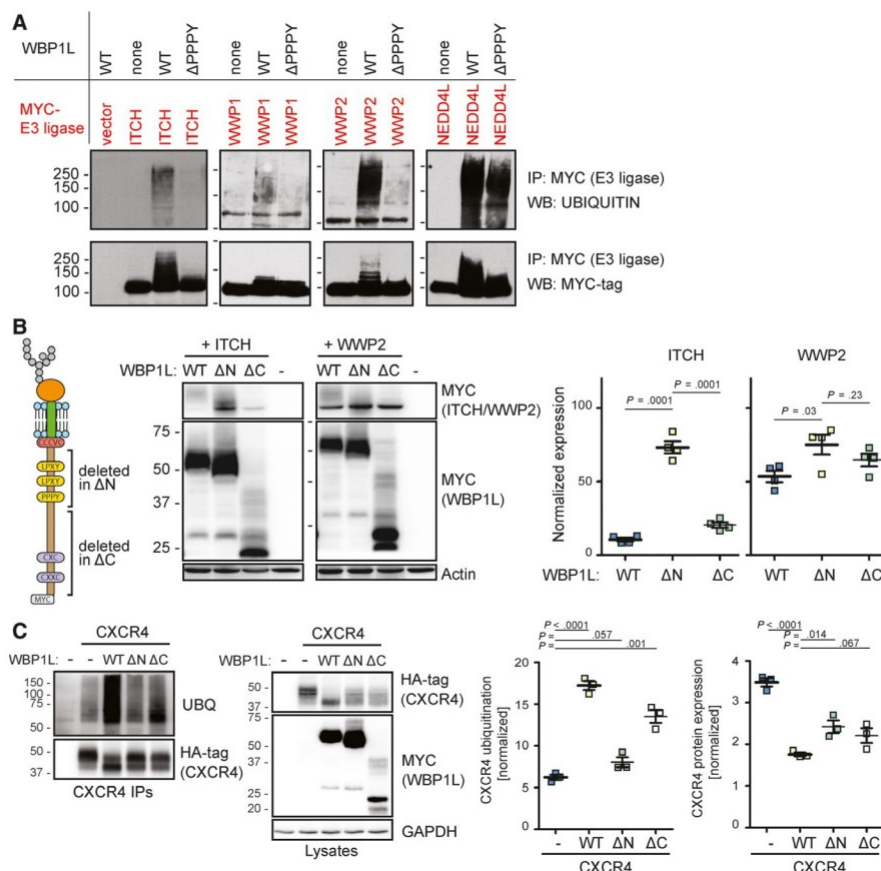 A
WBP1L: WT none WT ΔPPPY none WT ΔPPPY none WT ΔPPPY none WT ΔPPPY
MYC-
E3 ligase vector ITCH ITCH ITCH WWP1 WWP1 WWP1 WWP2 WWP2 WWP2 NEDD4L NEDD4L NEDD4L
250 -
150 -
100 -
IP: MYC (E3 ligase)
WB: UBIQUITIN
250 -
150 -
100 -
IP: MYC (E3 ligase)
WB: MYC-tag
B
+ ITCH + WWP2
WBP1L: WT ΔN ΔC - WT ΔN ΔC -
MYC
(ITCH/WWP2)
75 -
50 -
37 -
25 -
MYC
(WBP1L)
Actin
LPXY
LPXY
PPPY
deleted
in ΔN
CXC
CXXC
deleted
in ΔC
MYC
ITCH WWP2
P = .0001 P = .0001
P = .03 P = .23
Normalized expression
100
50
0
WBP1L: WT ΔN ΔC WT ΔN ΔC
C
CXCR4
WBP1L: - - WT ΔN ΔC
150 -
100 -
75 -
50 -
UBQ
50 -
37 -
HA-tag
(CXCR4)
CXCR4 IPs
CXCR4
WBP1L: - - WT ΔN ΔC
50 -
37 -
HA-tag
(CXCR4)
75 -
50 -
37 -
25 -
20 -
MYC
(WBP1L)
GAPDH
Lysates
P < .0001
P = .057
P = .001
CXCR4 ubiquitination
[normalized]
20
15
10
5
0
- WT ΔN ΔC
CXCR4
P < .0001
P = .014
P = .067
CXCR4 protein expression
[normalized]
4
3
2
1
0
- WT ΔN ΔC
CXCR4